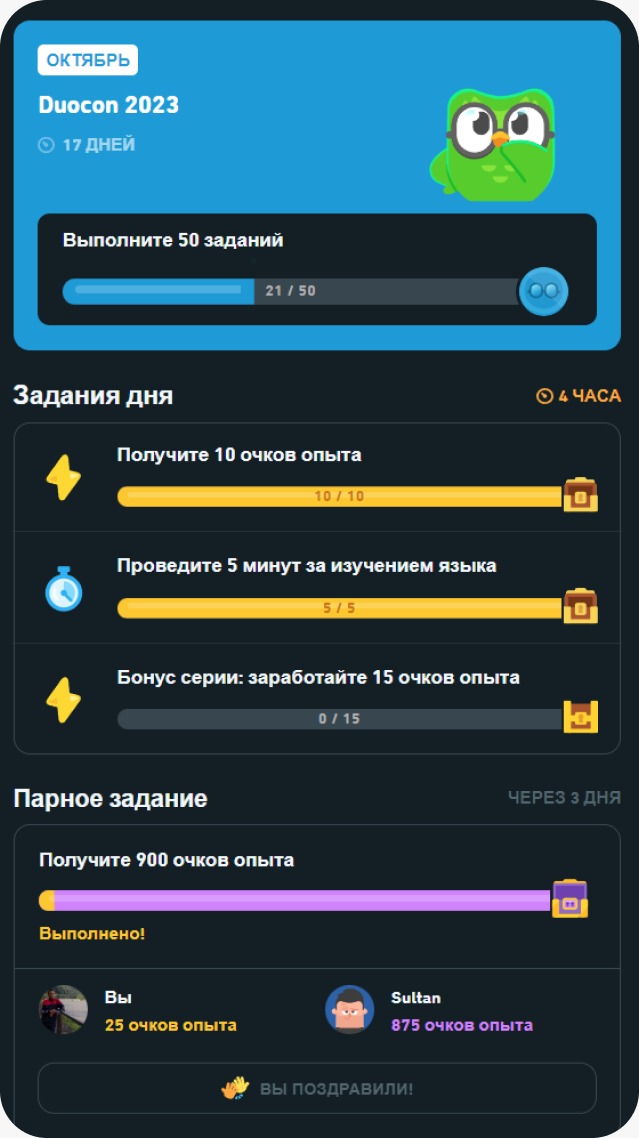 ОКТЯБРЬ
Duocon 2023
17 ДНЕЙ
Выполните 50 заданий
21 / 50
Задания дня
4 ЧАСА
Получите 10 очков опыта
10 / 10
Проведите 5 минут за изучением языка
5 / 5
Бонус серии: заработайте 15 очков опыта
0 / 15
Парное задание
ЧЕРЕЗ 3 ДНЯ
Получите 900 очков опыта
Выполнено!
Вы
25 очков опыта
Sultan
875 очков опыта
ВЫ ПОЗДРАВИЛИ!